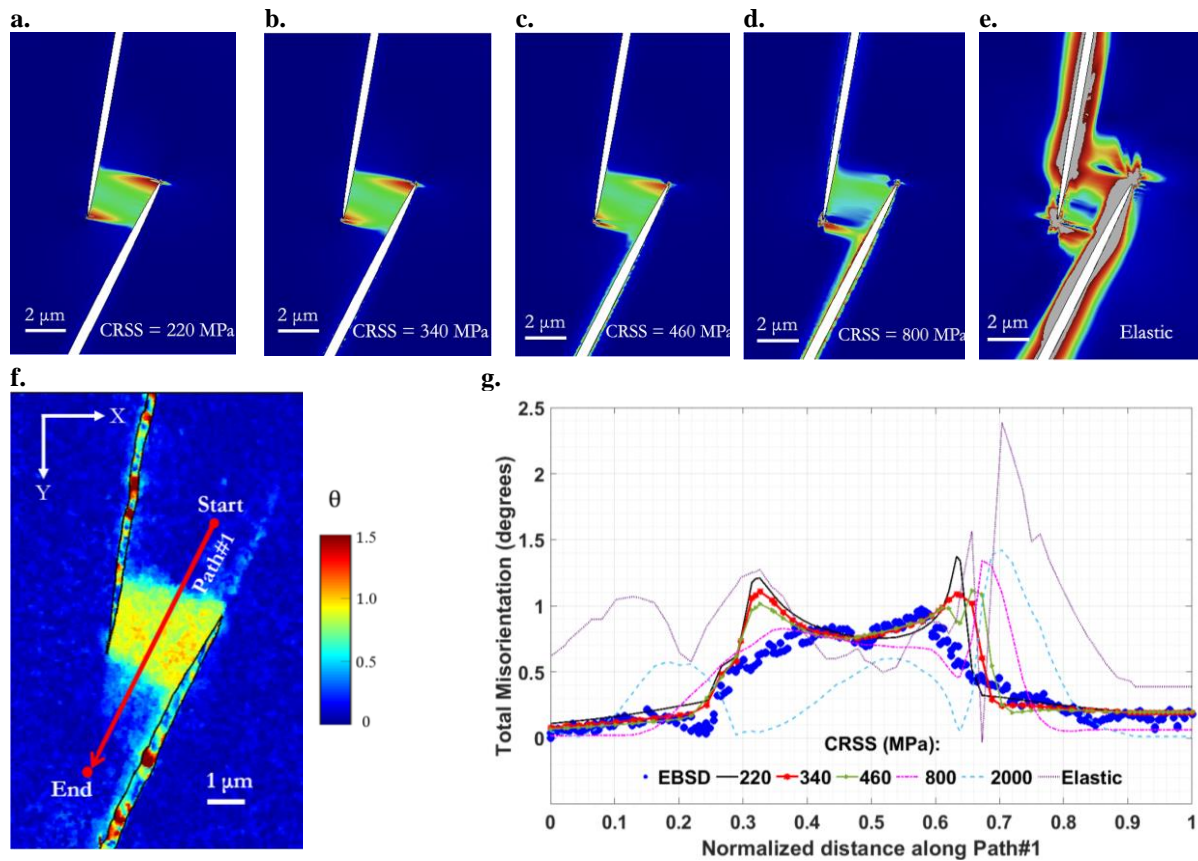 a.
b.
c.
d.
e.
2 μm
CRSS = 220 MPa
2 μm
CRSS = 340 MPa
2 μm
CRSS = 460 MPa
2 μm
CRSS = 800 MPa
2 μm
Elastic
f.
X
Y
Start
Path#1
End
1 μm
θ
1.5
1.0
0.5
0
g.
Total Misorientation (degrees)
2.5
2
1.5
1
0.5
0
CRSS (MPa):
EBSD 220 340 460 800 2000 Elastic
0 0.1 0.2 0.3 0.4 0.5 0.6 0.7 0.8 0.9 1
Normalized distance along Path#1